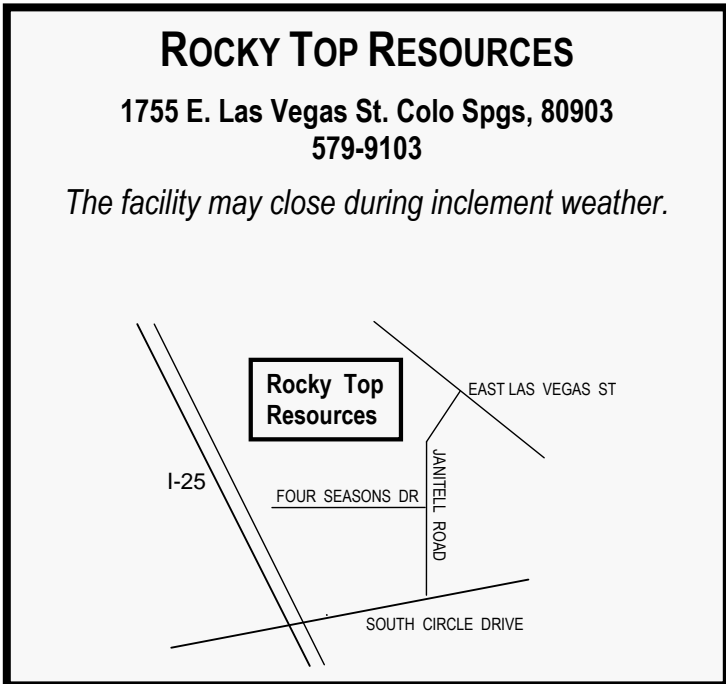 ROCKY TOP RESOURCES
1755 E. Las Vegas St. Colo Spgs, 80903
579-9103
The facility may close during inclement weather.
Rocky Top
Resources
EAST LAS VEGAS ST
I-25
JANITELL ROAD
FOUR SEASONS DR
SOUTH CIRCLE DRIVE